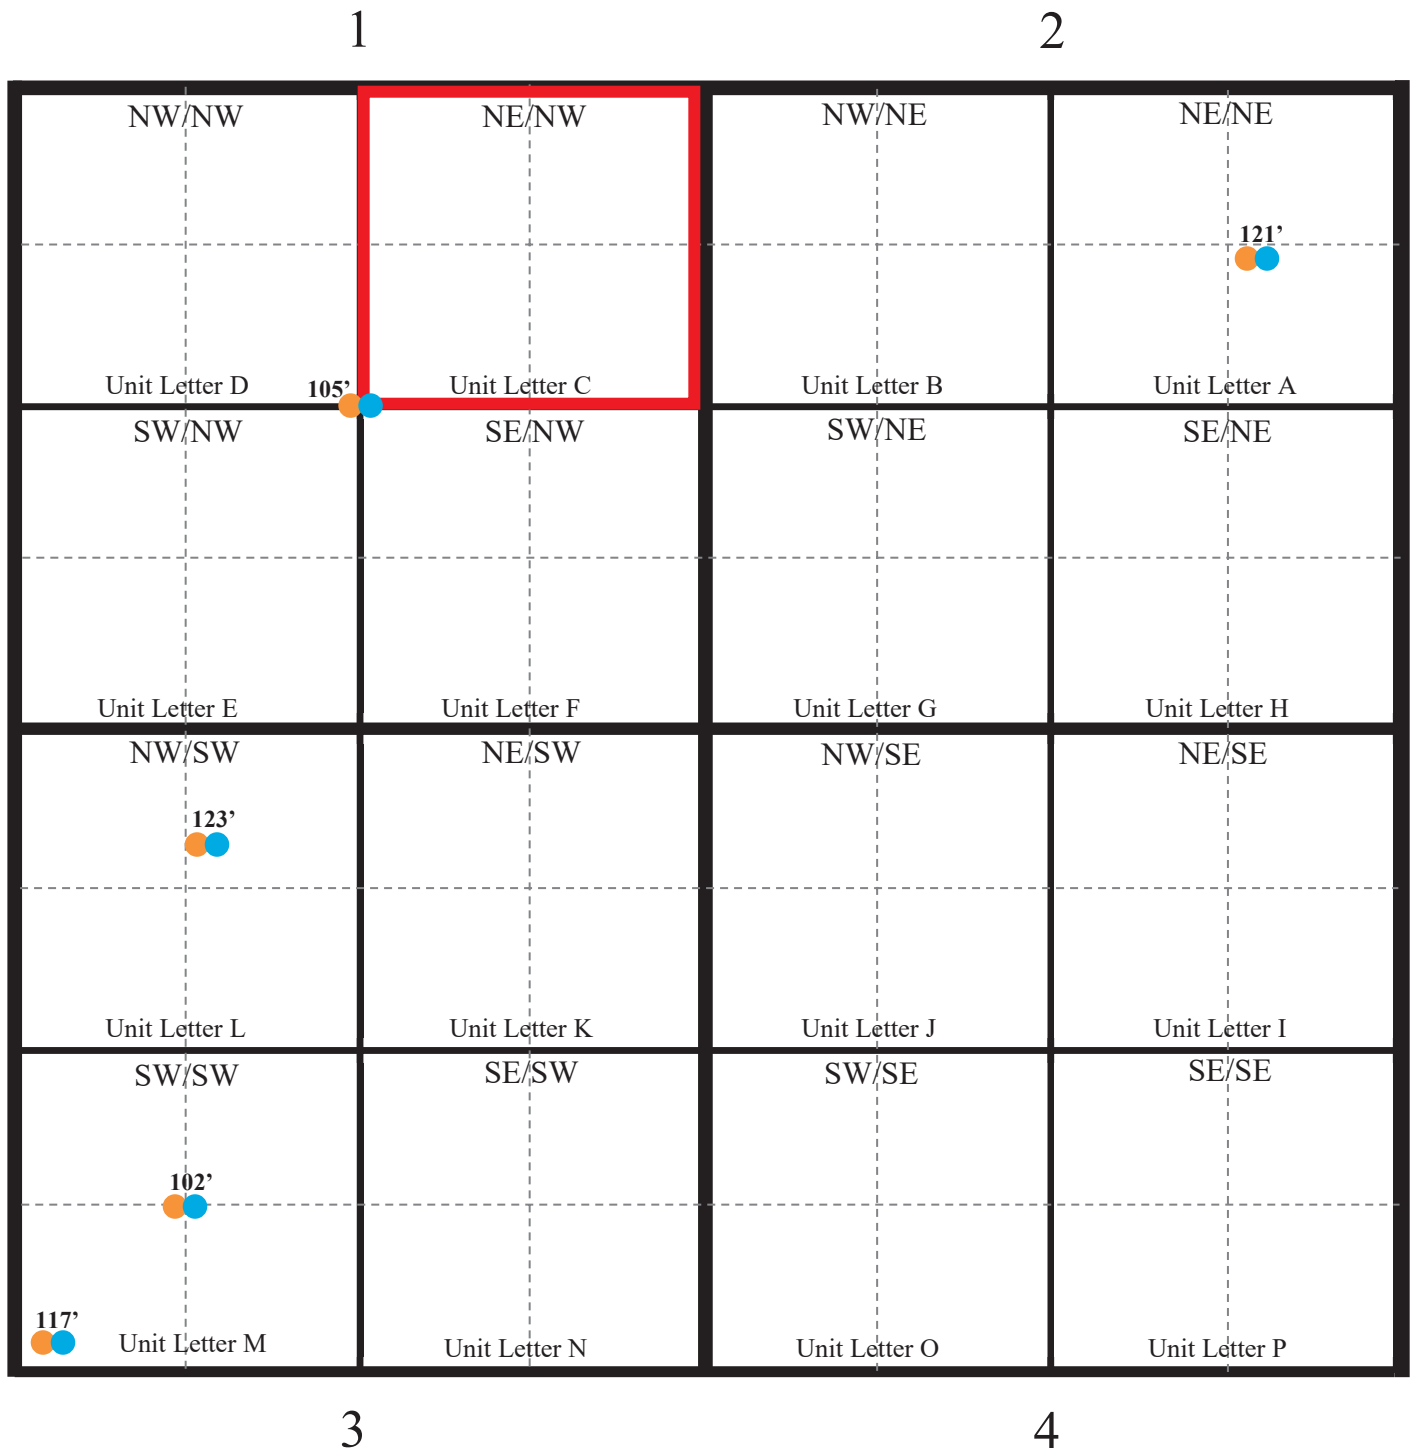 1
2
NW/NW
NE/NW
NW/NE
NE/NE
121’
Unit Letter D
105’
Unit Letter C
Unit Letter B
Unit Letter A
SW/NW
SE/NW
SW/NE
SE/NE
Unit Letter E
Unit Letter F
Unit Letter G
Unit Letter H
NW/SW
NE/SW
NW/SE
NE/SE
123’
Unit Letter L
Unit Letter K
Unit Letter J
Unit Letter I
SW/SW
SE/SW
SW/SE
SE/SE
102’
117’
Unit Letter M
Unit Letter N
Unit Letter O
Unit Letter P
3
4